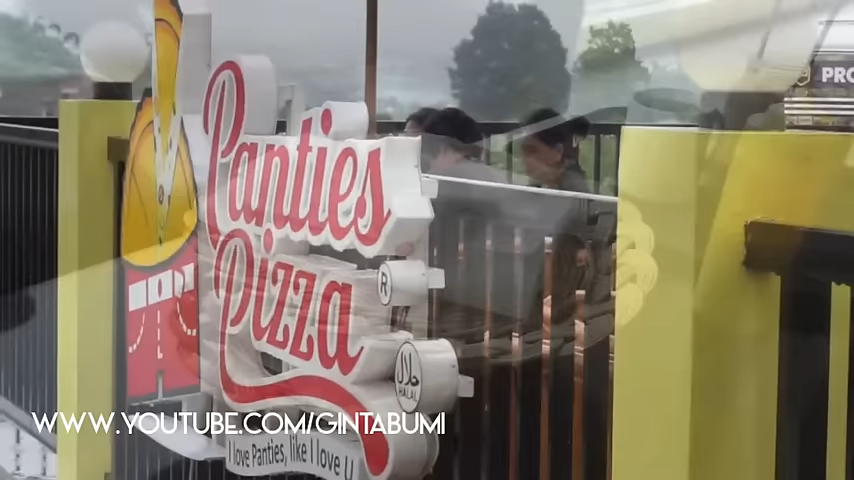 PRO
Panties
Pizza
®
حلال
HALAL
WWW.YOUTUBE.COM/GINTABUMI
I love Panties, like I love U